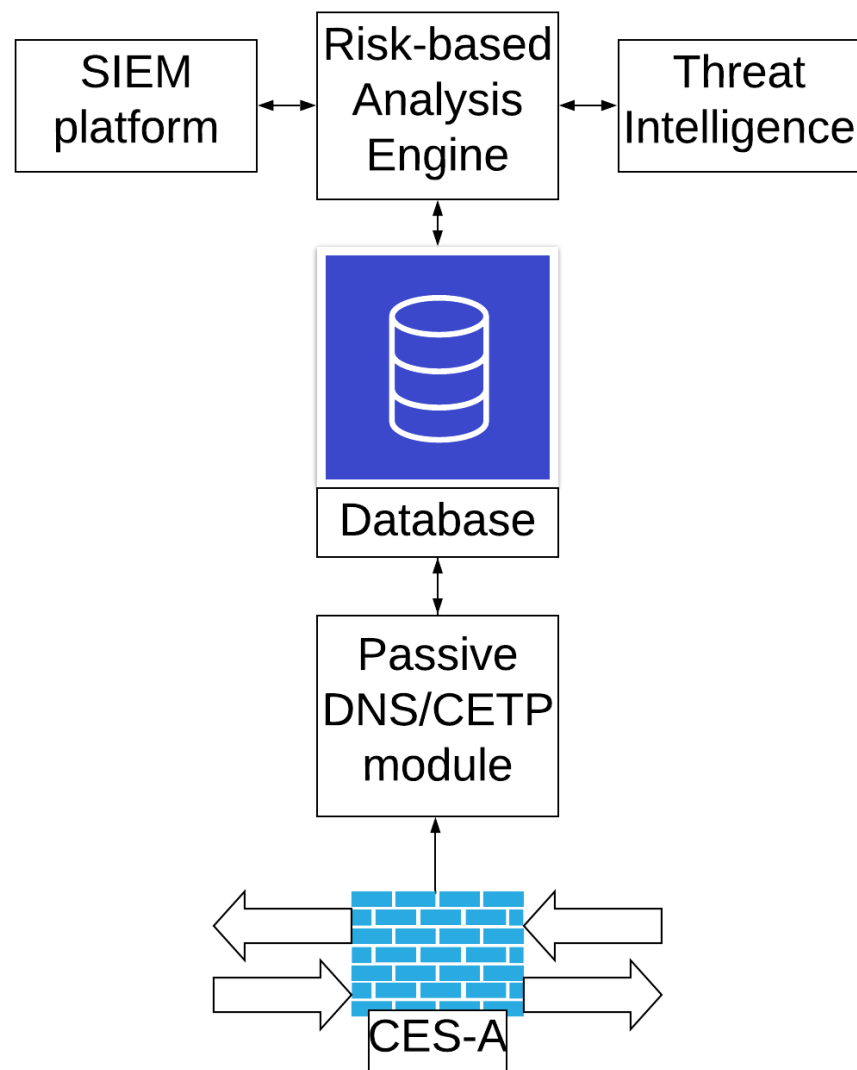 SIEM
platform
Risk-based
Analysis
Engine
Threat
Intelligence
Database
Passive
DNS/CETP
module
CES-A